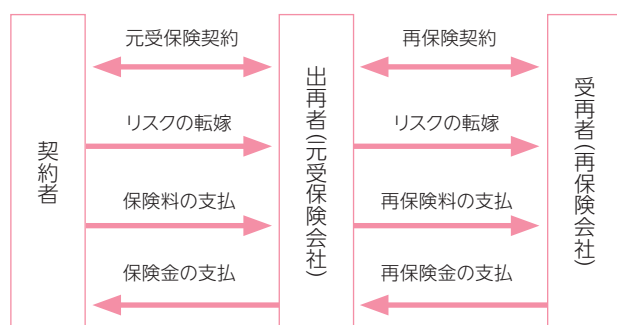 契約者
元受保険契約
リスクの転嫁
保険料の支払
保険金の支払
出再者(元受保険会社)
再保険契約
リスクの転嫁
再保険料の支払
再保険金の支払
受再者(再保険会社)